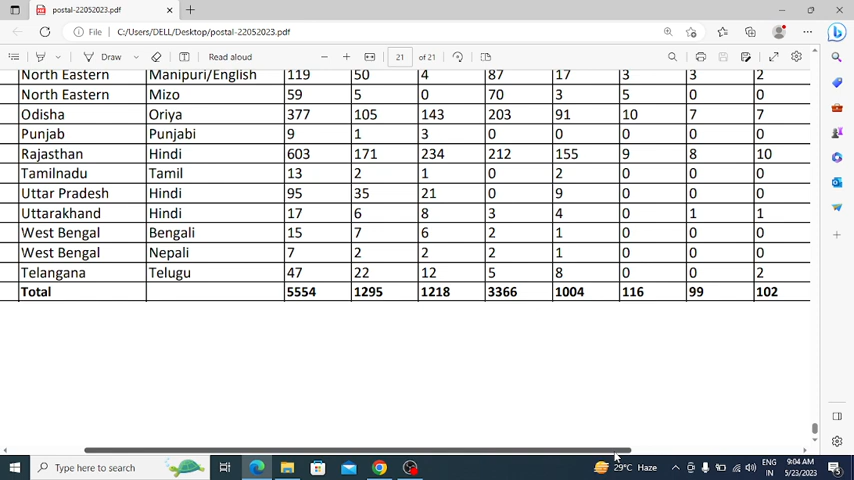 postal-22052023.pdf
File C:/Users/DELL/Desktop/postal-22052023.pdf
Draw Read aloud 21 of 21
North Eastern Manipuri/English 119 50 4 87 17 3 3 2
North Eastern Mizo 59 5 0 70 3 5 0 0
Odisha Oriya 377 105 143 203 91 10 7 7
Punjab Punjabi 9 1 3 0 0 0 0 0
Rajasthan Hindi 603 171 234 212 155 9 8 10
Tamilnadu Tamil 13 2 1 0 2 0 0 0
Uttar Pradesh Hindi 95 35 21 0 9 0 0 0
Uttarakhand Hindi 17 6 8 3 4 0 1 1
West Bengal Bengali 15 7 6 2 1 0 0 0
West Bengal Nepali 7 2 2 2 1 0 0 0
Telangana Telugu 47 22 12 5 8 0 0 2
Total 5554 1295 1218 3366 1004 116 99 102
Type here to search 29°C Haze ENG IN 9:04 AM 5/23/2023